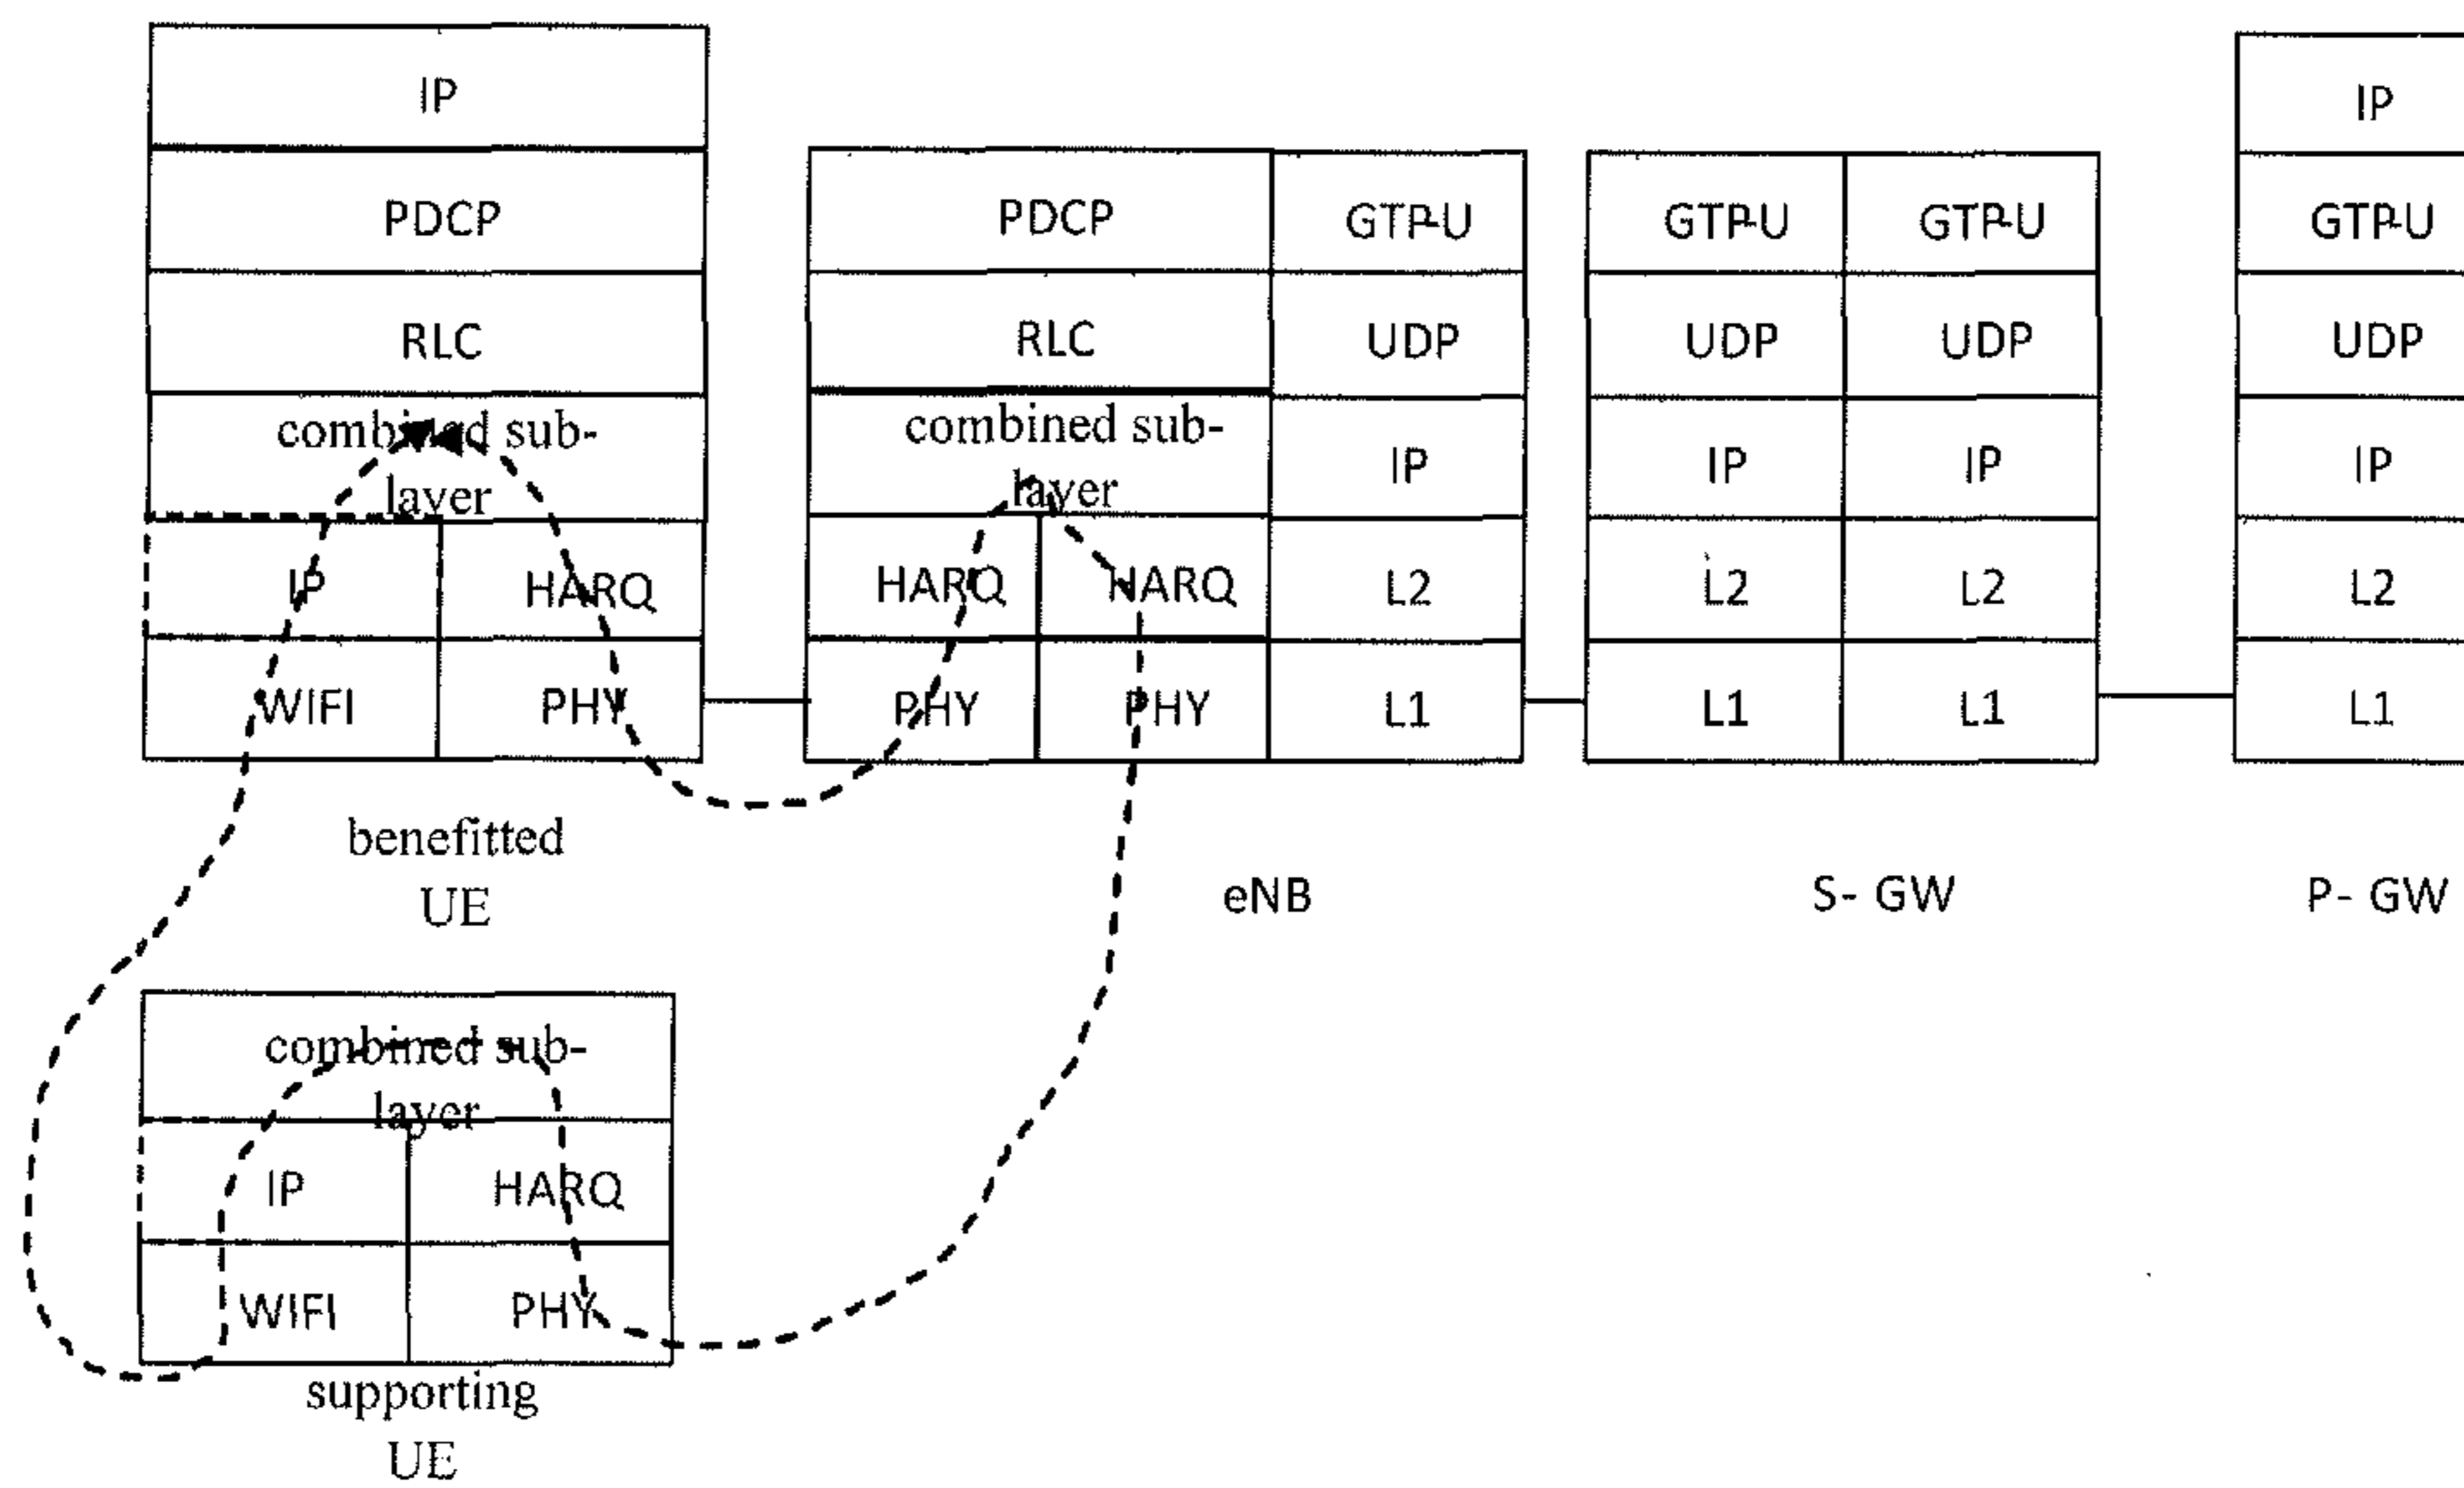 IP
PDCP
RLC
combined sub-
layer
IP
HARQ
WIFI
PHY
benefitted
UE
PDCP
GTP-U
RLC
UDP
combined sub-
layer
IP
HARQ
HARQ
L2
PHY
PHY
L1
eNB
GTP-U
GTP-U
UDP
UDP
IP
IP
L2
L2
L1
L1
S- GW
IP
GTP-U
UDP
IP
L2
L1
P- GW
combined sub-
layer
IP
HARQ
WIFI
PHY
supporting
UE